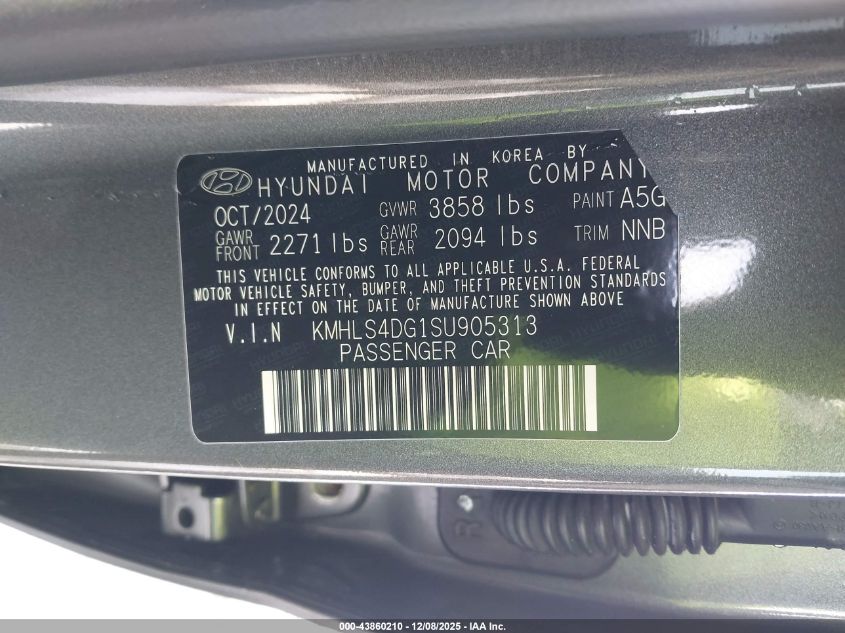 MANUFACTURED IN KOREA BY
HYUNDAI MOTOR COMPANY
OCT/2024 GVWR 3858 lbs PAINT A5G
GAWR FRONT 2271 lbs GAWR REAR 2094 lbs TRIM NNB
THIS VEHICLE CONFORMS TO ALL APPLICABLE U.S.A. FEDERAL
MOTOR VEHICLE SAFETY, BUMPER, AND THEFT PREVENTION STANDARDS
IN EFFECT ON THE DATE OF MANUFACTURE SHOWN ABOVE
V.I.N KMHLS4DG1SU905313
PASSENGER CAR
000-43860210 - 12/08/2025 - IAA Inc.